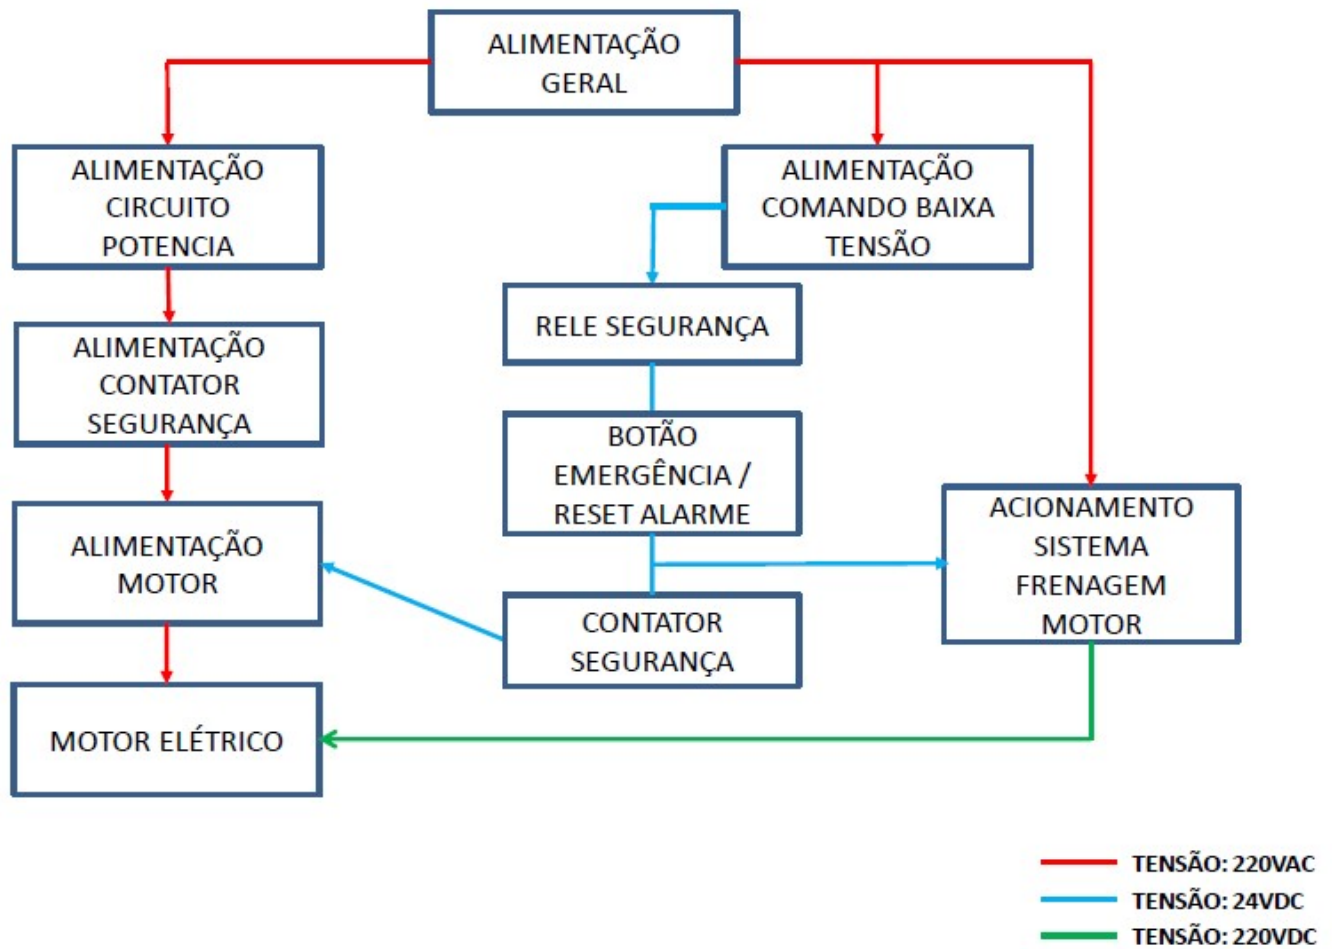 ALIMENTAÇÃO
GERAL
ALIMENTAÇÃO
CIRCUITO
POTENCIA
ALIMENTAÇÃO
COMANDO BAIXA
TENSÃO
RELE SEGURANÇA
ALIMENTAÇÃO
CONTATOR
SEGURANÇA
BOTÃO
EMERGÊNCIA /
RESET ALARME
ALIMENTAÇÃO
MOTOR
ACIONAMENTO
SISTEMA
FRENAGEM
MOTOR
CONTATOR
SEGURANÇA
MOTOR ELÉTRICO
TENSÃO: 220VAC
TENSÃO: 24VDC
TENSÃO: 220VDC